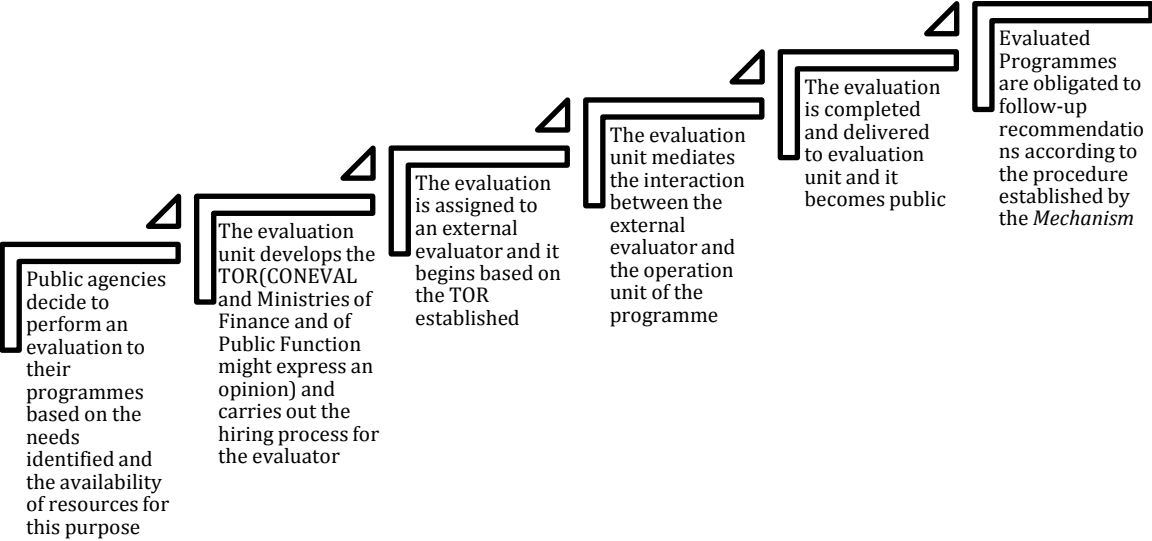 Public agencies
decide to
perform an
evaluation to
their
programmes
based on the
needs
identified and
the availability
of resources for
this purpose
The evaluation
unit develops the
TOR(CONEVAL
and Ministries of
Finance and of
Public Function
might express an
opinion) and
carries out the
hiring process for
the evaluator
The evaluation
is assigned to
an external
evaluator and it
begins based on
the TOR
established
The evaluation
unit mediates
the interaction
between the
external
evaluator and
the operation
unit of the
programme
The evaluation
is completed
and delivered
to evaluation
unit and it
becomes public
Evaluated
Programmes
are obligated to
follow-up
recommendatio
ns according to
the procedure
established by
the Mechanism